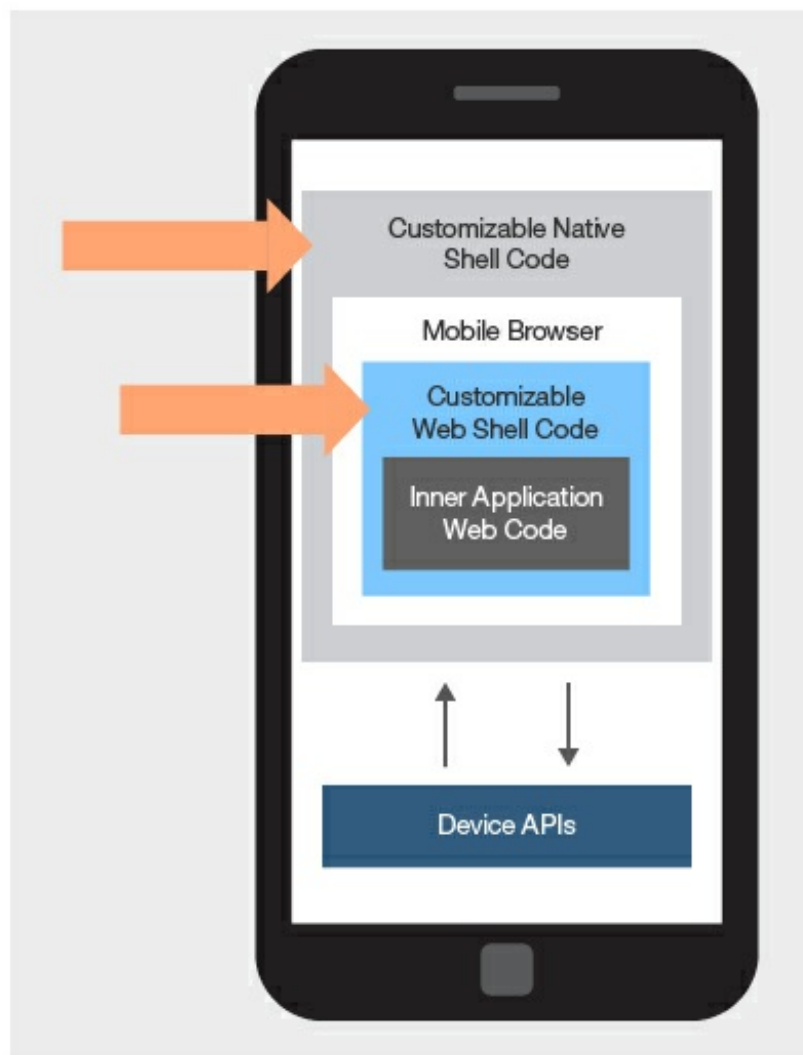 Customizable Native
Shell Code
Mobile Browser
Customizable
Web Shell Code
Inner Application
Web Code
Device APIs